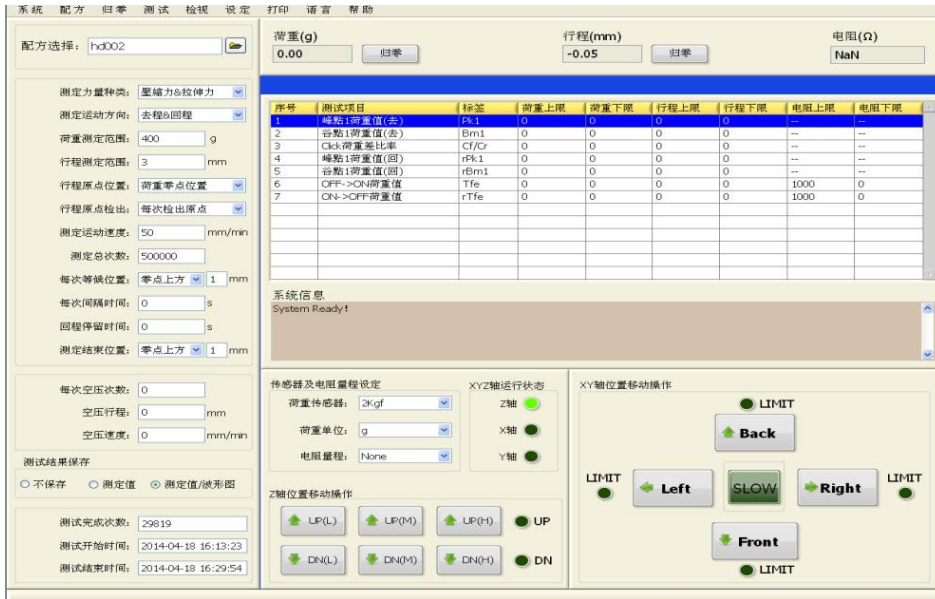 系统 配方 归零 测试 检视 设定 打印 语言 帮助
配方选择: hd002
测定力量种类: 壓縮力&拉伸力
测定运动方向: 去程&回程
荷重测定范围: 400 g
行程测定范围: 3 mm
行程原点位置: 荷重零点位置
行程原点检出: 每次检出原点
测定运动速度: 50 mm/min
测定总次数: 500000
每次等候位置: 零点上方 1 mm
每次间隔时间: 0 s
回程停留时间: 0 s
测定结束位置: 零点上方 1 mm
每次空压次数: 0
空压行程: 0 mm
空压速度: 0 mm/min
测试结果保存
不保存 测定值 测定值/波形图
测试完成次数: 29819
测试开始时间: 2014-04-18 16:13:23
测试结束时间: 2014-04-18 16:29:54
荷重(g) 行程(mm) 电阻(Ω)
0.00 归零 -0.05 归零 NaN
序号 测试项目 标签 荷重上限 荷重下限 行程上限 行程下限 电阻上限 电阻下限
1 峰點1荷重值(去) Pk1 0 0 0 0 -- --
2 谷點1荷重值(去) Bm1 0 0 0 0 -- --
3 Click荷重差比率 Cf/Cr 0 0 0 0 -- --
4 峰點1荷重值(回) rPk1 0 0 0 0 -- --
5 谷點1荷重值(回) rBm1 0 0 0 0 -- --
6 OFF->ON荷重值 Tfe 0 0 0 0 1000 0
7 ON->OFF荷重值 rTfe 0 0 0 0 1000 0
系统信息
System Ready!
传感器及电阻量程设定
荷重传感器: 2Kgf
荷重单位: g
电阻量程: None
XYZ轴运行状态
Z轴
X轴
Y轴
Z轴位置移动操作
UP(L) UP(M) UP(H) UP
DN(L) DN(M) DN(H) DN
XY轴位置移动操作
LIMIT
Back
LIMIT Left SLOW Right LIMIT
Front
LIMIT